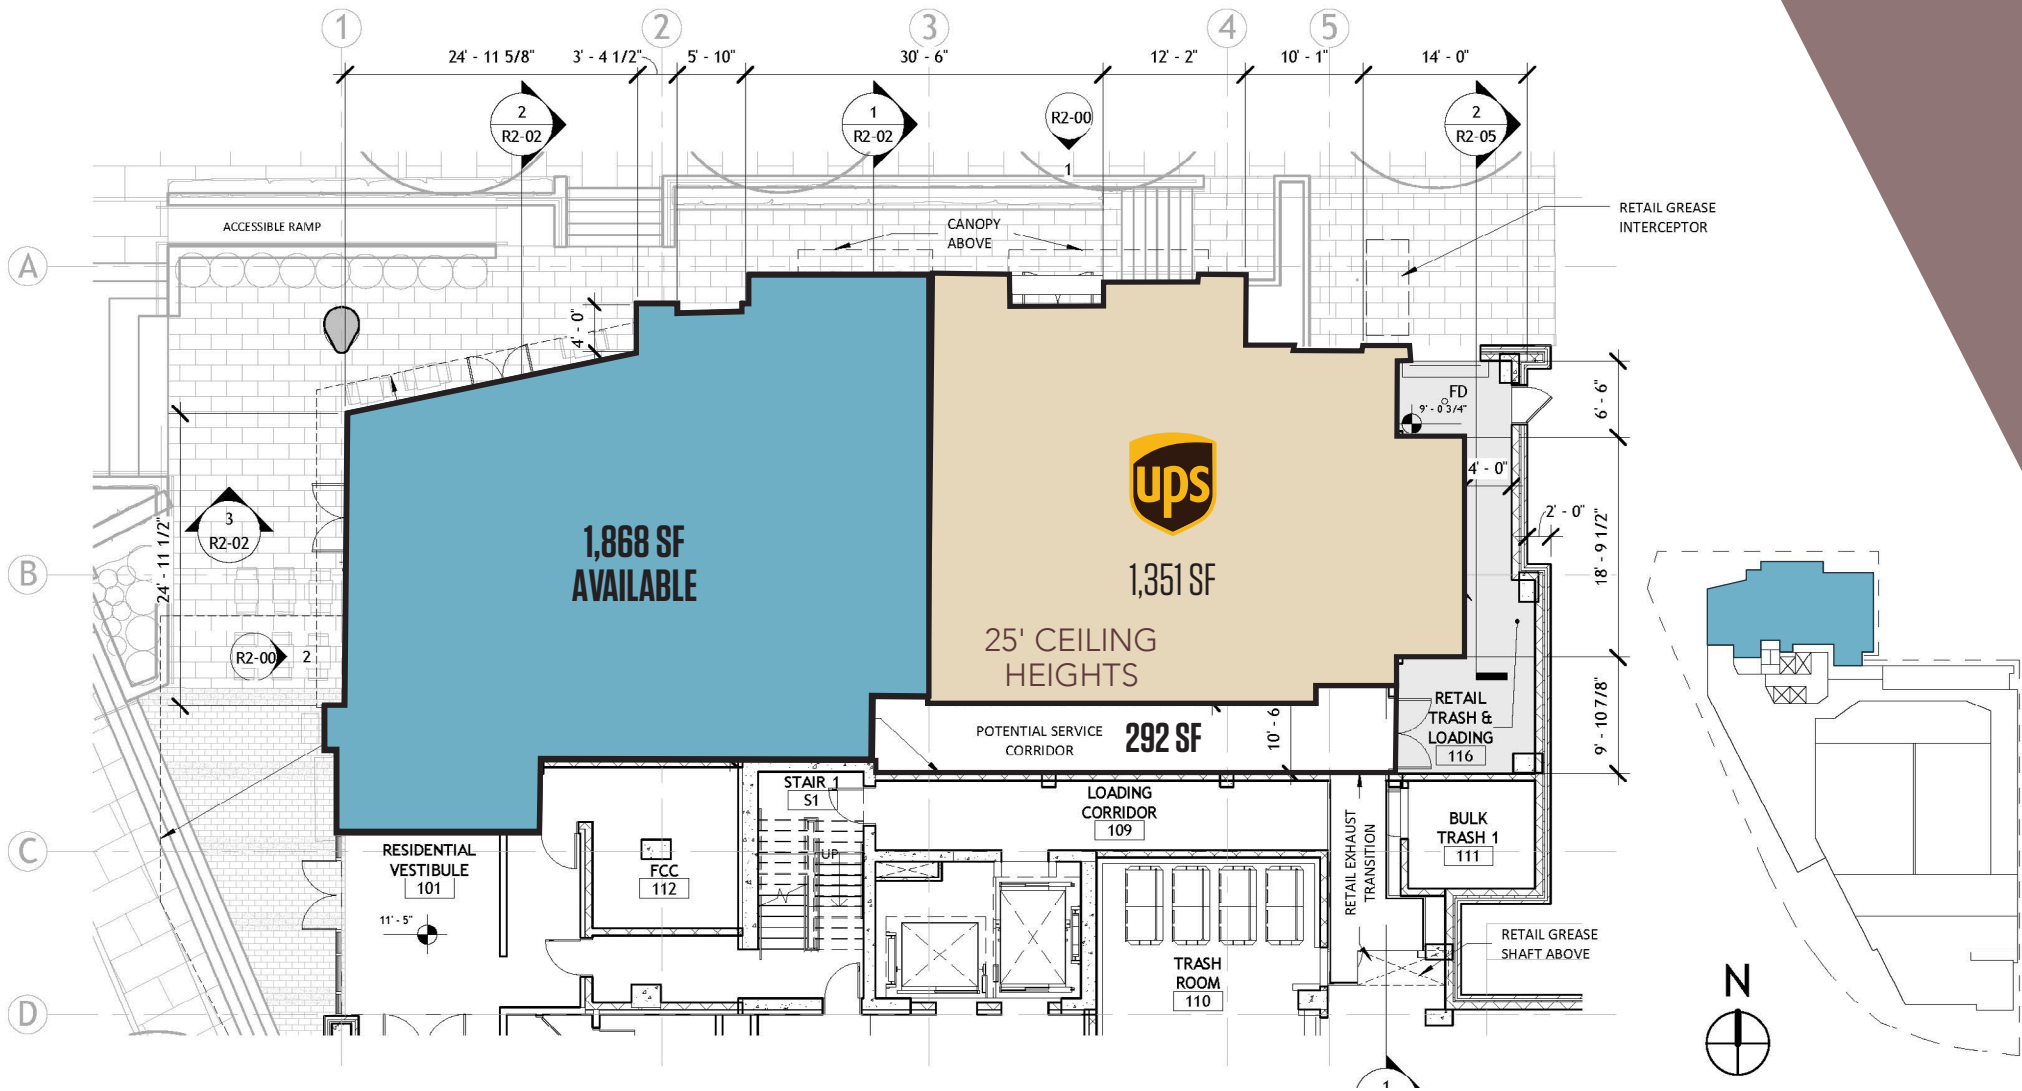 1
2
3
4
5
24' - 11 5/8"
3' - 4 1/2"
5' - 10"
30' - 6"
12' - 2"
10' - 1"
14' - 0"
2
R2-02
1
R2-02
R2-00
1
2
R2-05
ACCESSIBLE RAMP
CANOPY
ABOVE
RETAIL GREASE
INTERCEPTOR
A
4' - 0"
FD
9' - 0 3/4"
6' - 6"
ups
4' - 0"
2' - 0"
18' - 9 1/2"
3
R2-02
24' - 11 1/2"
1,868 SF
AVAILABLE
1,351 SF
B
25' CEILING
HEIGHTS
R2-00
2
RETAIL
TRASH &
LOADING
116
9' - 10 7/8"
POTENTIAL SERVICE
CORRIDOR
292 SF
10' - 6
STAIR 1
S1
LOADING
CORRIDOR
109
BULK
TRASH 1
111
RETAIL EXHAUST
TRANSITION
C
RESIDENTIAL
VESTIBULE
101
FCC
112
UP
11' - 5"
RETAIL GREASE
SHAFT ABOVE
TRASH
ROOM
110
N
D
1